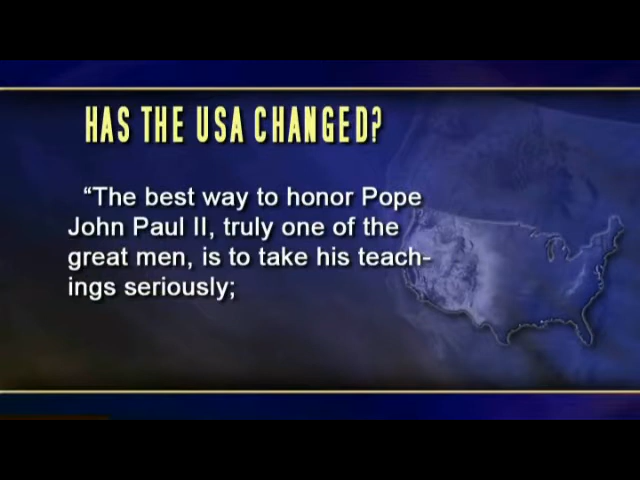 HAS THE USA CHANGED?
“The best way to honor Pope
John Paul II, truly one of the
great men, is to take his teach-
ings seriously;